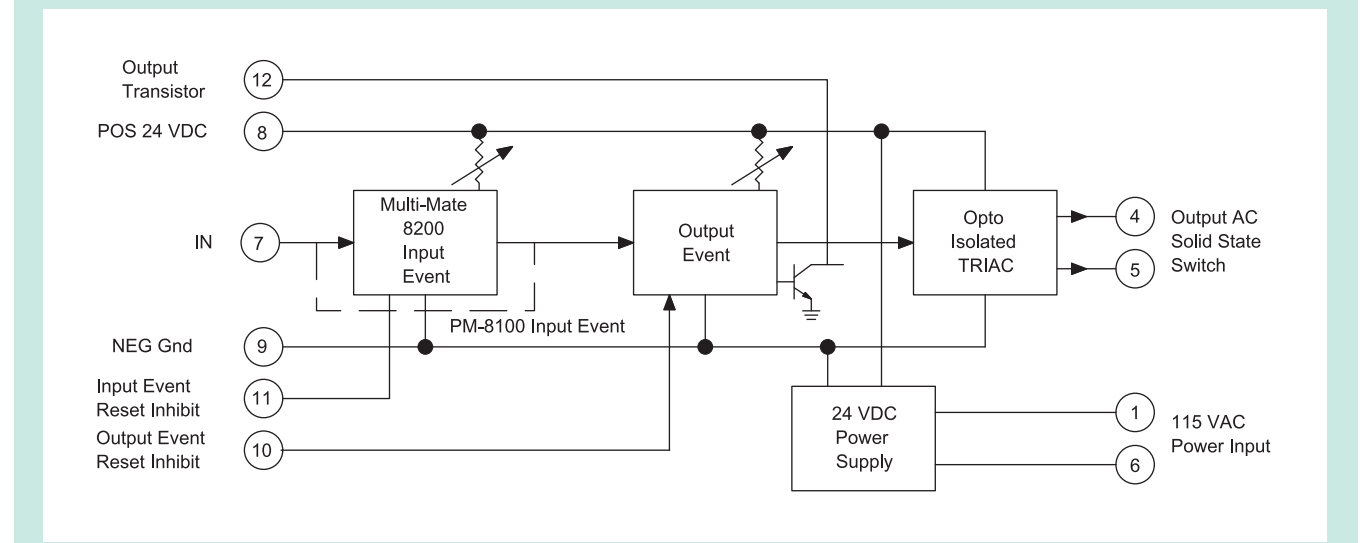 Output
Transistor
12
POS 24 VDC
8
IN
7
Multi-Mate
8200
Input
Event
Output
Event
Opto
Isolated
TRIAC
4
5
Output AC
Solid State
Switch
PM-8100 Input Event
NEG Gnd
9
Input Event
Reset Inhibit
11
Output Event
Reset Inhibit
10
24 VDC
Power
Supply
1
6
115 VAC
Power Input